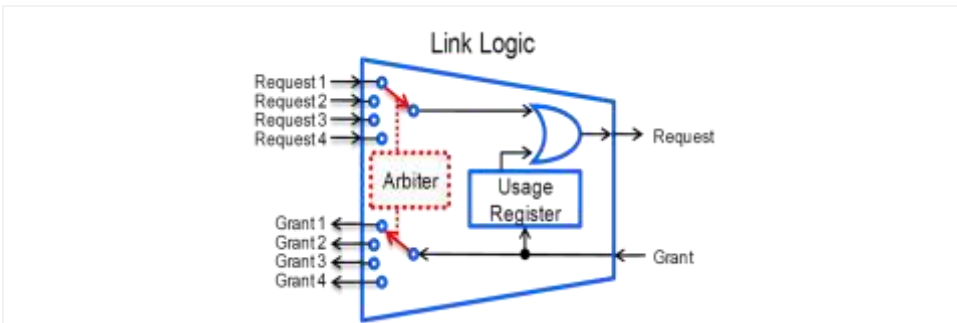 Link Logic
Request 1
Request 2
Request 3
Request 4
Request
Arbiter
Usage
Register
Grant 1
Grant 2
Grant 3
Grant 4
Grant